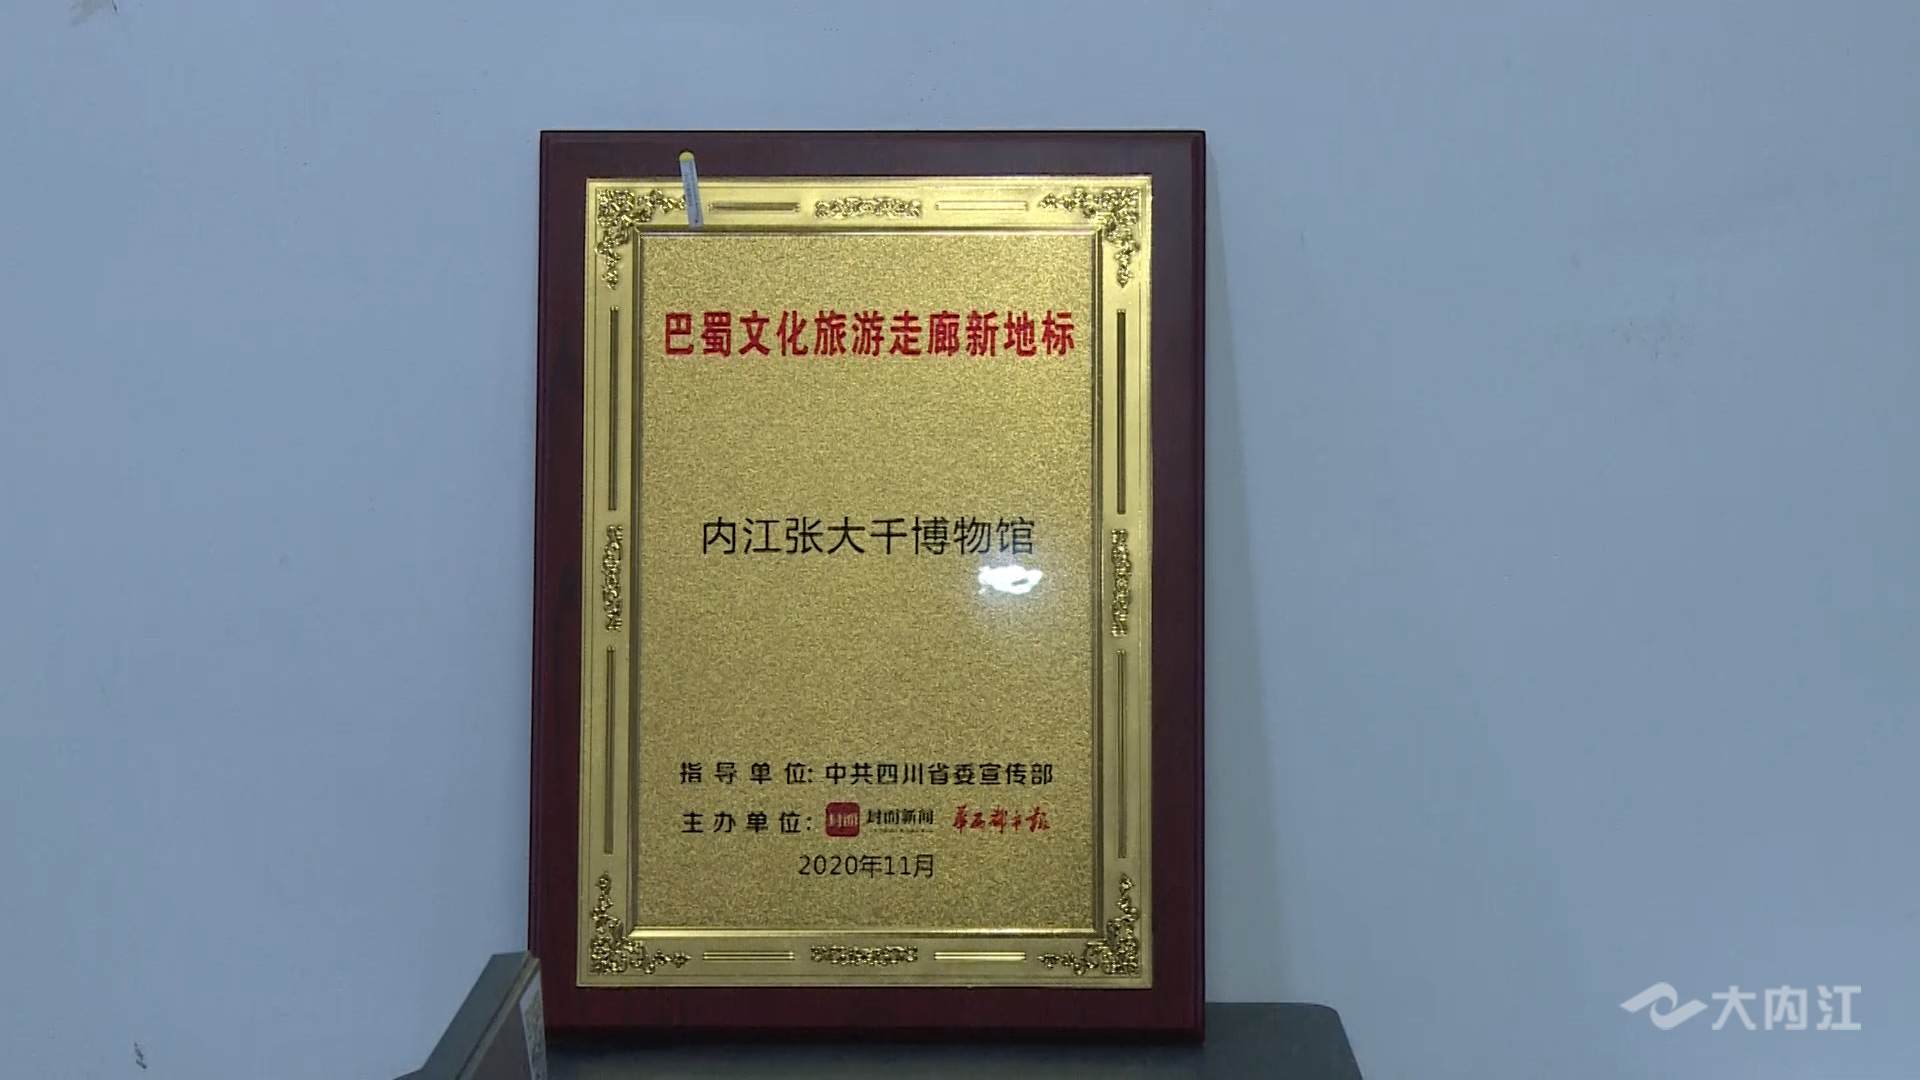 巴蜀文化旅游走廊新地标
内江张大千博物馆
指导单位: 中共四川省委宣传部
主办单位: 封面 封面新闻 華西都市报
2020年11月
大内江